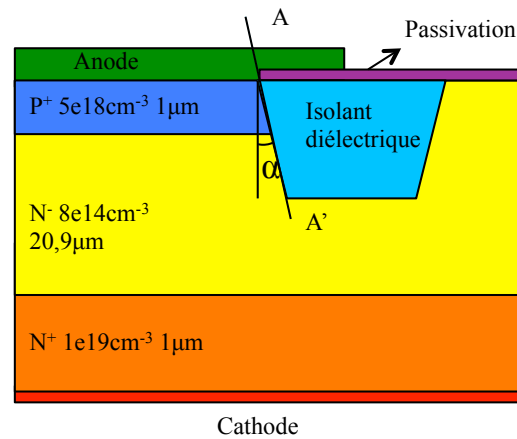 A
Passivation
Anode
P⁺ 5e18cm⁻³ 1µm
Isolant
diélectrique
α
N⁻ 8e14cm⁻³
20,9µm
A’
N⁺ 1e19cm⁻³ 1µm
Cathode